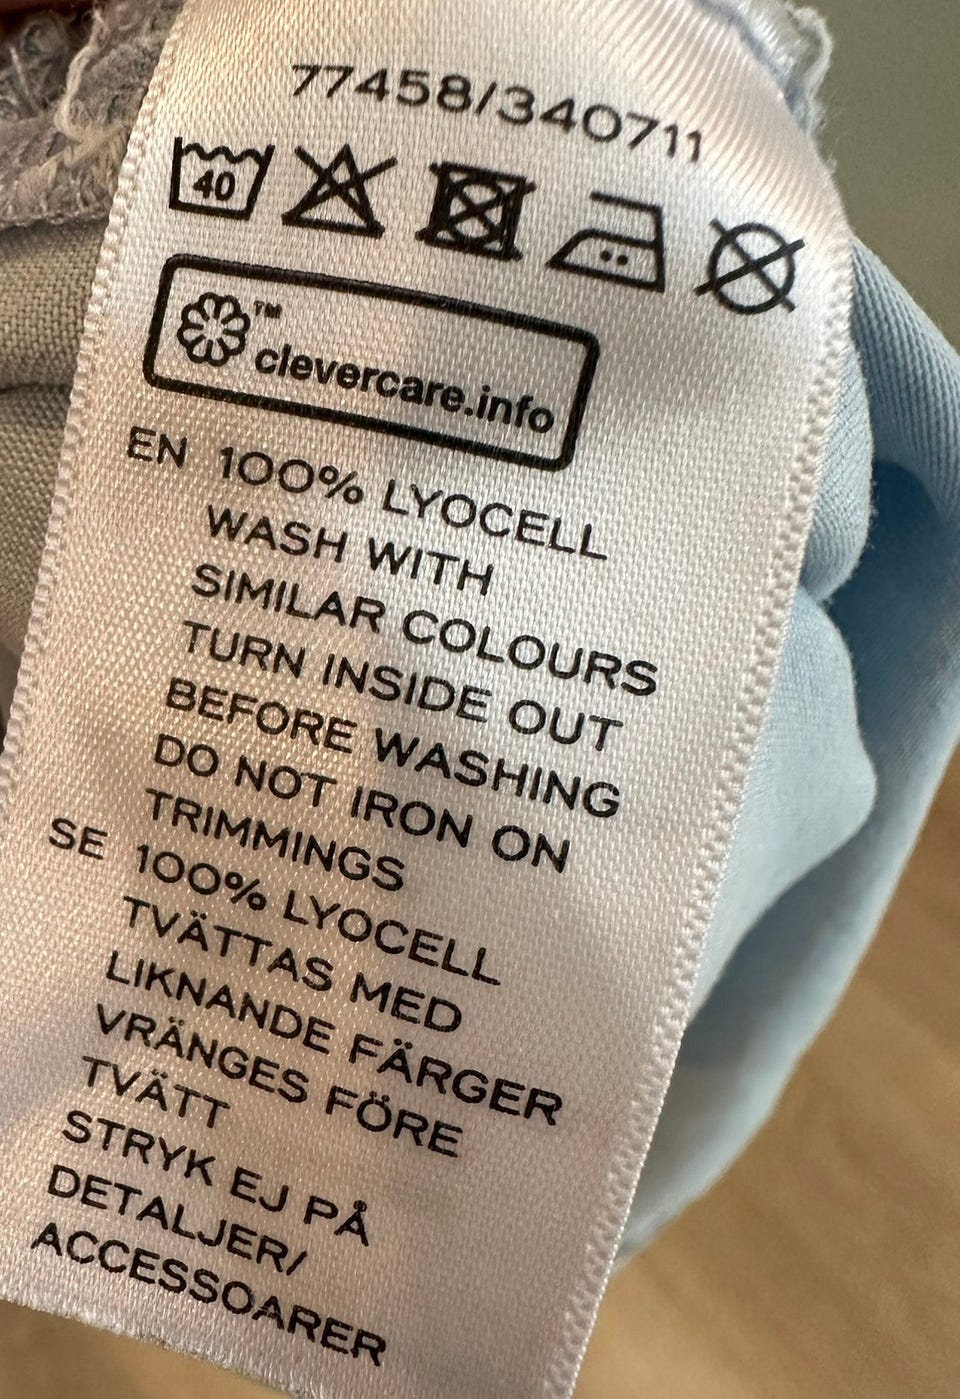 77458/340711
40
™
clevercare.info
EN 100% LYOCELL
WASH WITH
SIMILAR COLOURS
TURN INSIDE OUT
BEFORE WASHING
DO NOT IRON ON
TRIMMINGS
SE 100% LYOCELL
TVÄTTAS MED
LIKNANDE FÄRGER
VRÄNGES FÖRE
TVÄTT
STRYK EJ PÅ
DETALJER/
ACCESSOARER